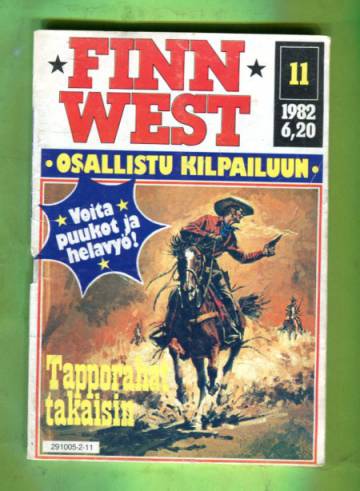 FINN
WEST
11
1982
6,20
OSALLISTU KILPAILUUN
Voita
puukot ja
helavyö!
Tapporahat
takaisin
291005-2-11